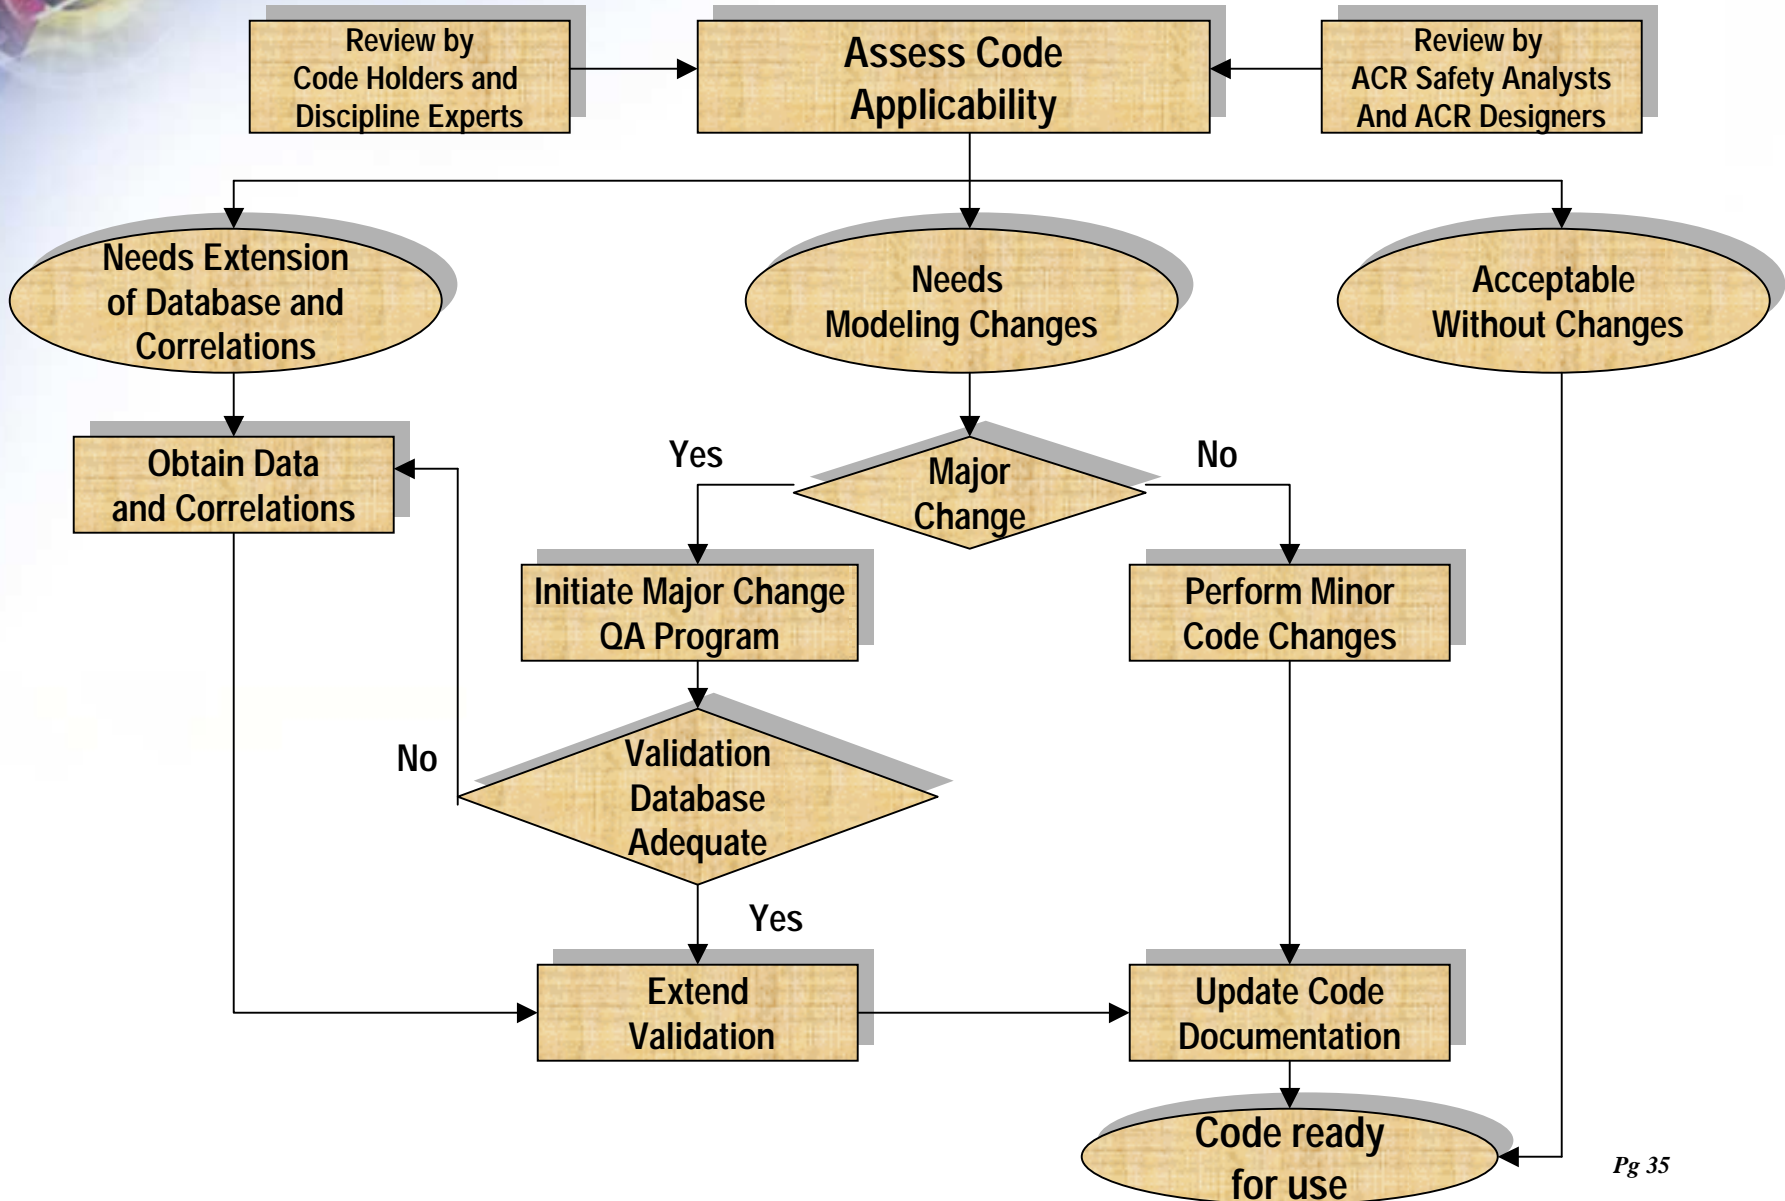 Review by
Code Holders and
Discipline Experts
Assess Code
Applicability
Review by
ACR Safety Analysts
And ACR Designers
Needs Extension
of Database and
Correlations
Needs
Modeling Changes
Acceptable
Without Changes
Obtain Data
and Correlations
Yes
Major
Change
No
Initiate Major Change
QA Program
Perform Minor
Code Changes
No
Validation
Database
Adequate
Yes
Extend
Validation
Update Code
Documentation
Code ready
for use
Pg 35